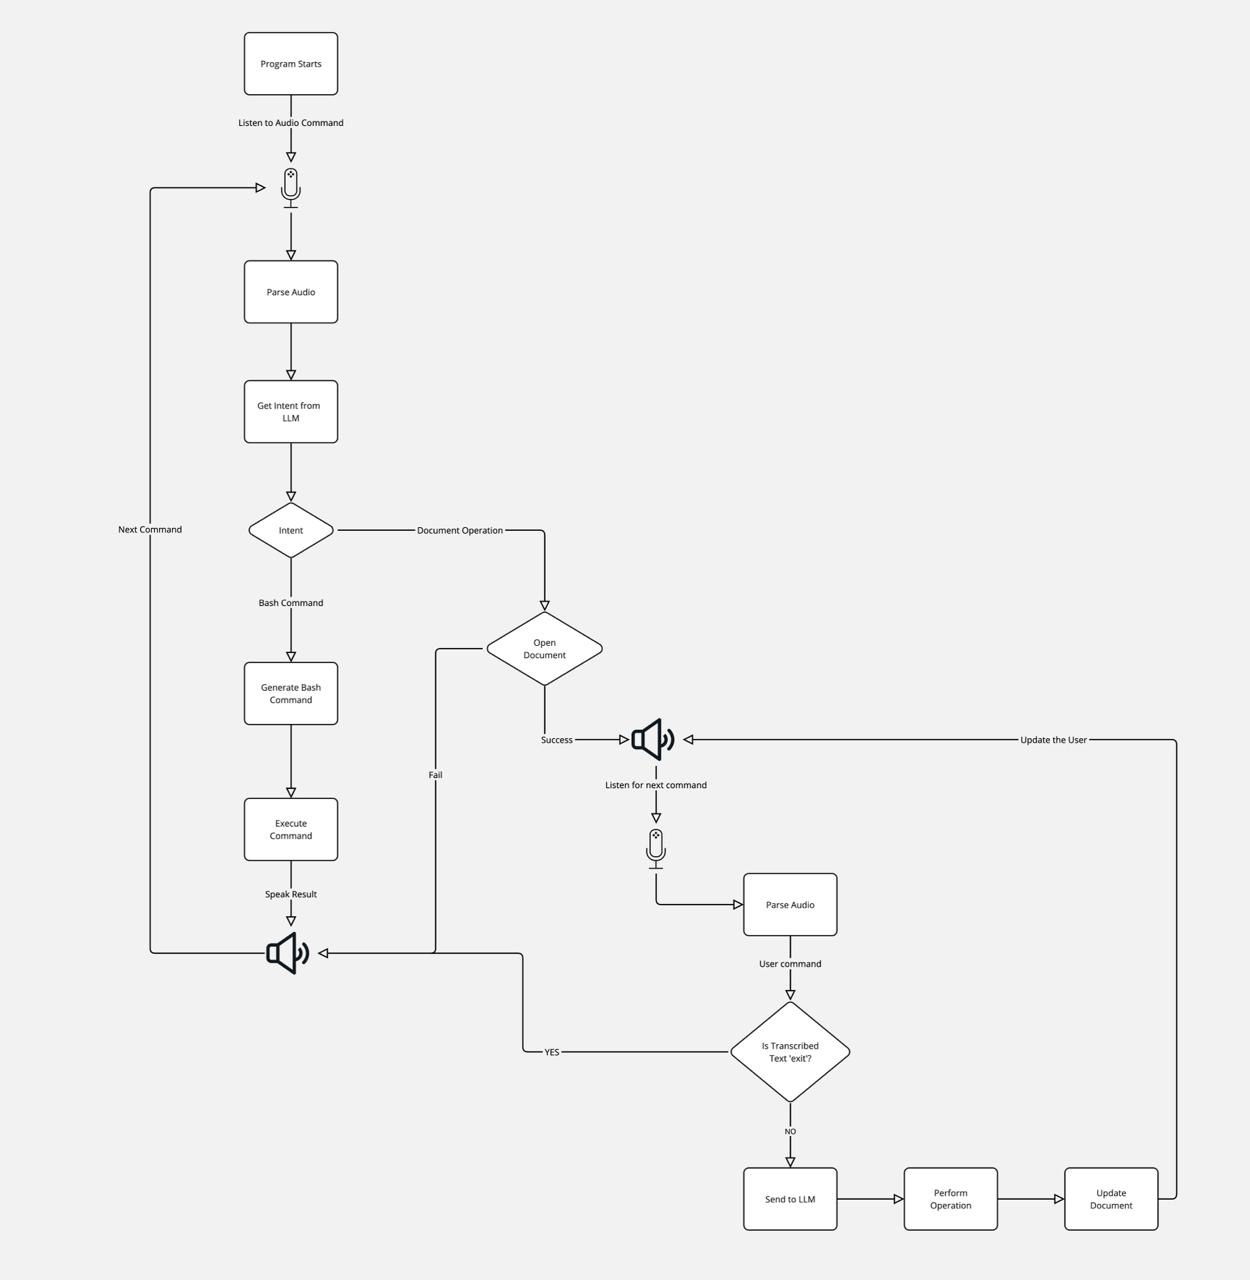 Program Starts
Listen to Audio Command
Parse Audio
Get Intent from
LLM
Next Command
Intent
Document Operation
Bash Command
Open
Document
Generate Bash
Command
Success
Update the User
Fail
Listen for next command
Execute
Command
Speak Result
Parse Audio
User command
Is Transcribed
Text 'exit'?
YES
NO
Send to LLM
Perform
Operation
Update
Document